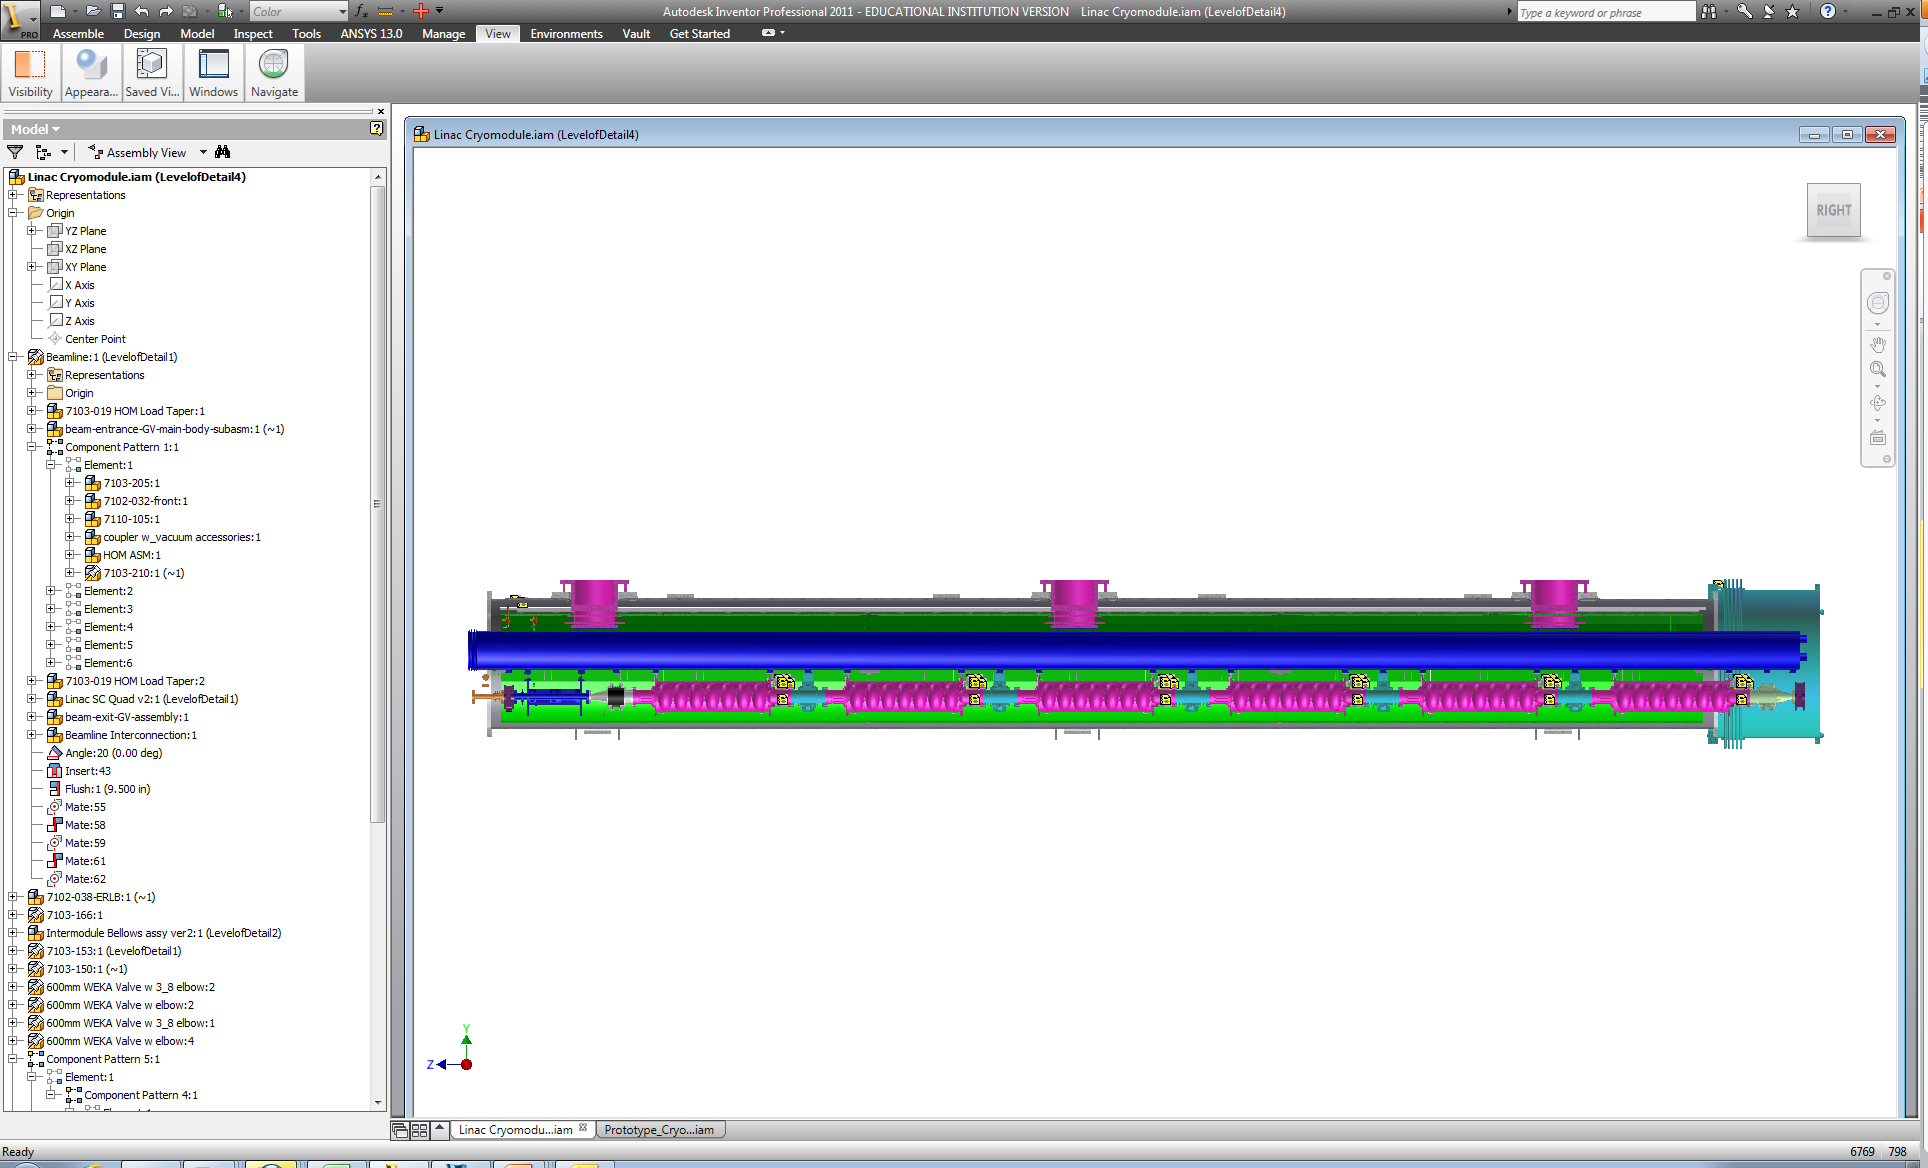 PRO
Color
Autodesk Inventor Professional 2011 - EDUCATIONAL INSTITUTION VERSION Linac Cryomodule.iam (LevelofDetail4)
Type a keyword or phrase
Assemble Design Model Inspect Tools ANSYS 13.0 Manage View Environments Vault Get Started
Visibility Appeara... Saved Vi... Windows Navigate
Model
Assembly View
Linac Cryomodule.iam (LevelofDetail4)
Representations
Origin
YZ Plane
XZ Plane
XY Plane
X Axis
Y Axis
Z Axis
Center Point
Beamline:1 (LevelofDetail1)
Representations
Origin
7103-019 HOM Load Taper:1
beam-entrance-GV-main-body-subasm:1 (~1)
Component Pattern 1:1
Element:1
7103-205:1
7102-032-front:1
7110-105:1
coupler w_vacuum accessories:1
HOM ASM:1
7103-210:1 (~1)
Element:2
Element:3
Element:4
Element:5
Element:6
7103-019 HOM Load Taper:2
Linac SC Quad v2:1 (LevelofDetail1)
beam-exit-GV-assembly:1
Beamline Interconnection:1
Angle:20 (0.00 deg)
Insert:43
Flush:1 (9.500 in)
Mate:55
Mate:58
Mate:59
Mate:61
Mate:62
7102-038-ERLB:1 (~1)
7103-166:1
Intermodule Bellows assy ver2:1 (LevelofDetail2)
7103-153:1 (LevelofDetail1)
7103-150:1 (~1)
600mm WEKA Valve w 3_8 elbow:2
600mm WEKA Valve w elbow:2
600mm WEKA Valve w 3_8 elbow:1
600mm WEKA Valve w elbow:4
Component Pattern 5:1
Element:1
Component Pattern 4:1
Linac Cryomodule.iam (LevelofDetail4)
RIGHT
Y
Z
Linac Cryomodu...iam
Prototype_Cryo...iam
Ready
6769 798